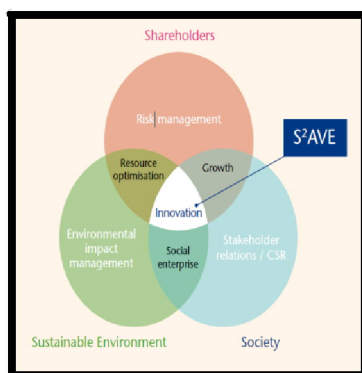 Shareholders
Risk management
S²AVE
Resource
optimisation
Growth
Innovation
Environmental
impact
management
Social
enterprise
Stakeholder
relations / CSR
Sustainable Environment
Society